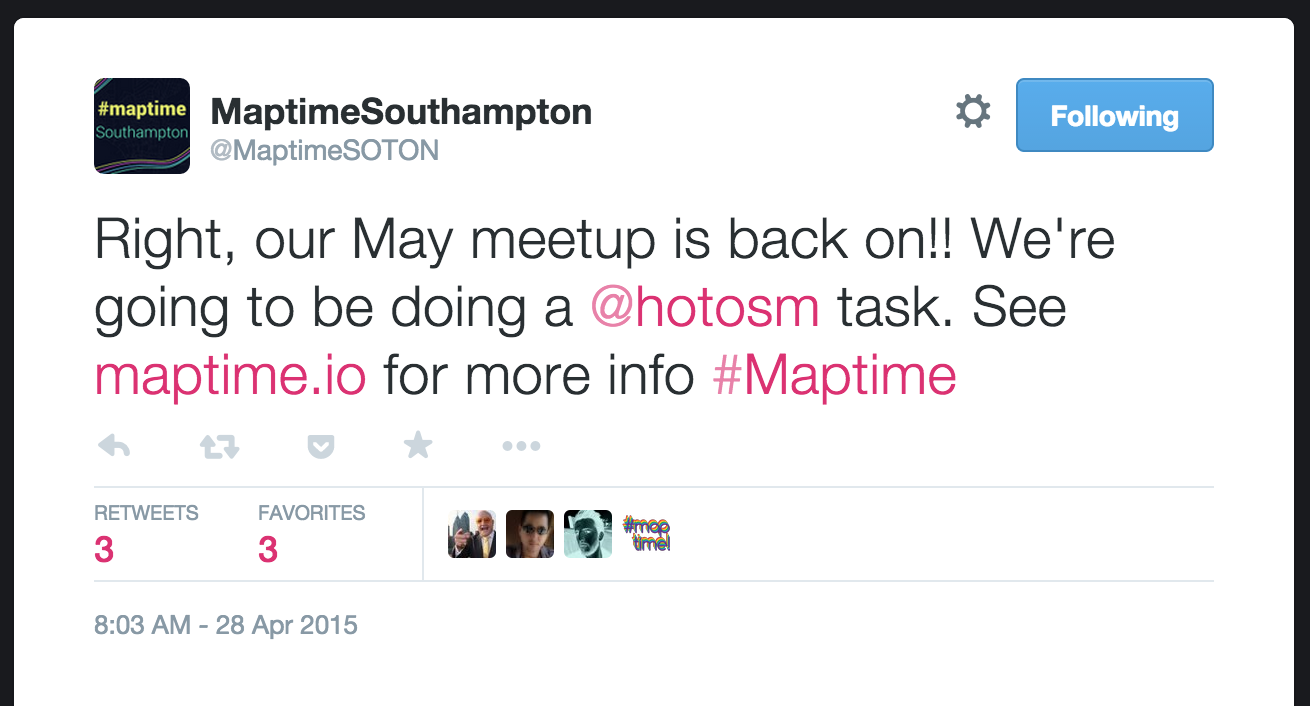 #maptime
Southampton
MaptimeSouthampton
@MaptimeSOTON
Following
Right, our May meetup is back on!! We're
going to be doing a @hotosm task. See
maptime.io for more info #Maptime
RETWEETS
3
FAVORITES
3
#map
time!
8:03 AM - 28 Apr 2015